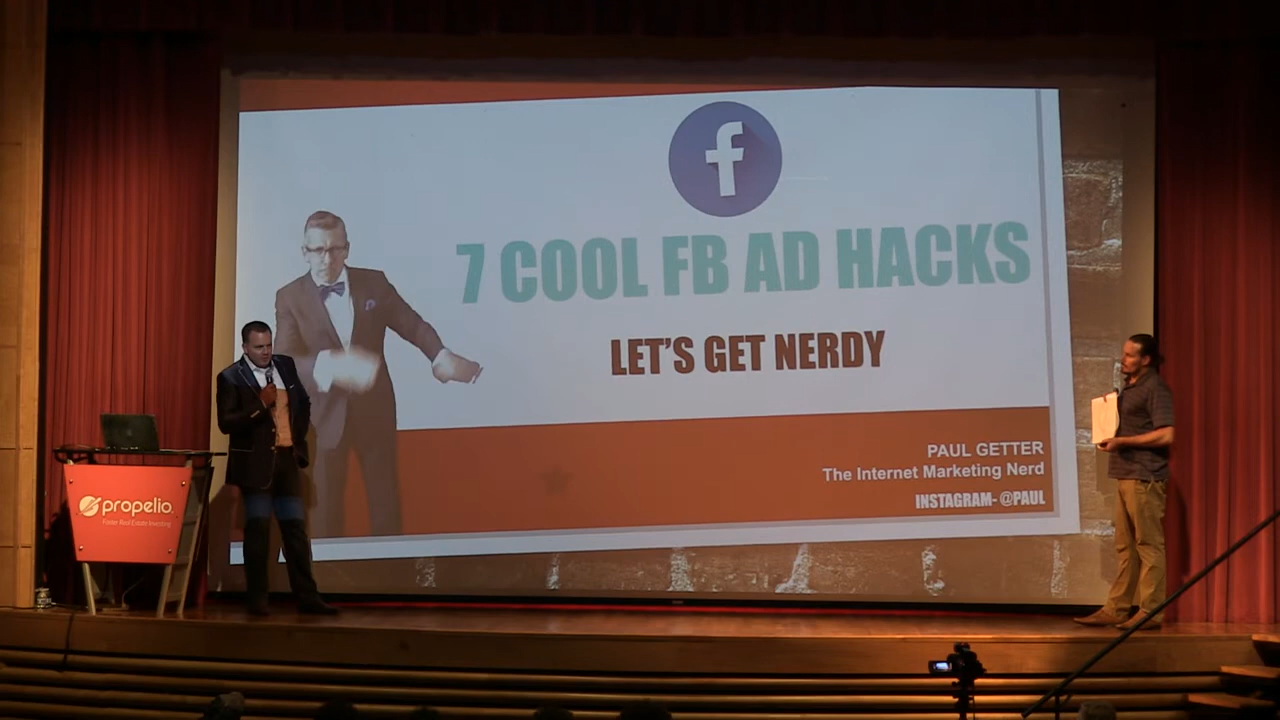 7 COOL FB AD HACKS
LET'S GET NERDY
PAUL GETTER
The Internet Marketing Nerd
INSTAGRAM- @PAUL
propelio.
Faster Real Estate Investing